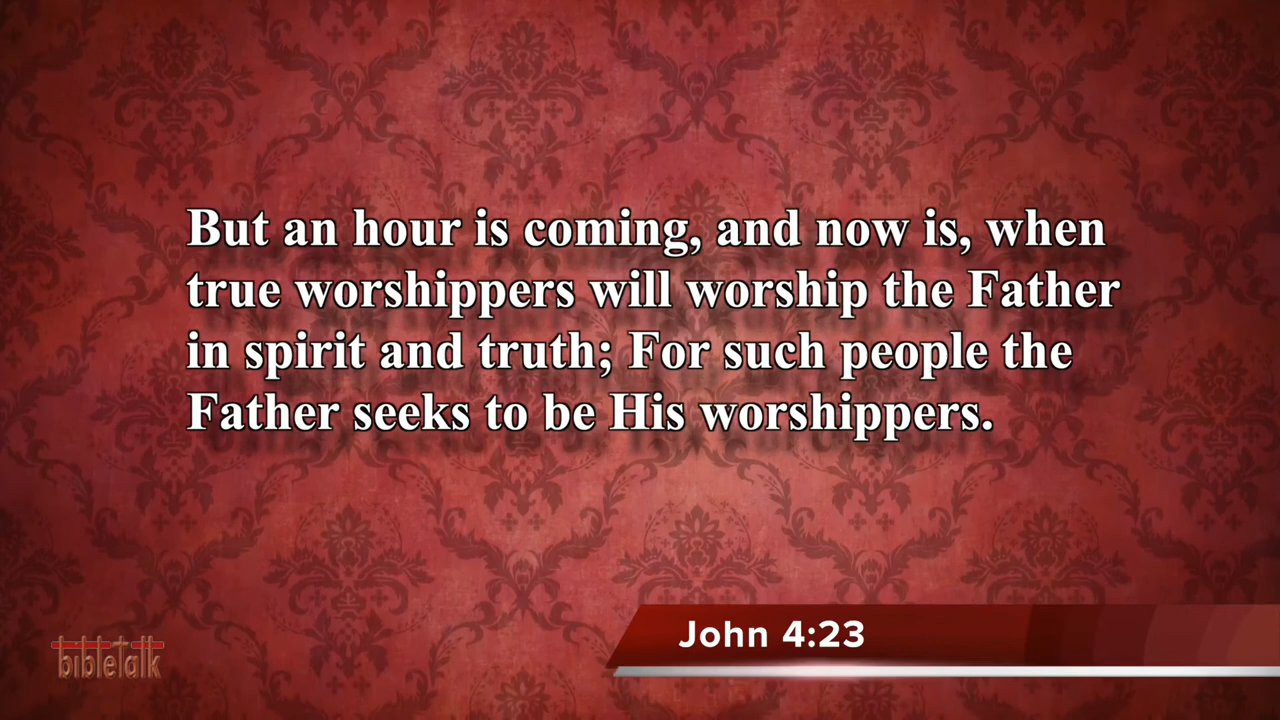 But an hour is coming, and now is, when
true worshippers will worship the Father
in spirit and truth; For such people the
Father seeks to be His worshippers.
John 4:23
bibletalk